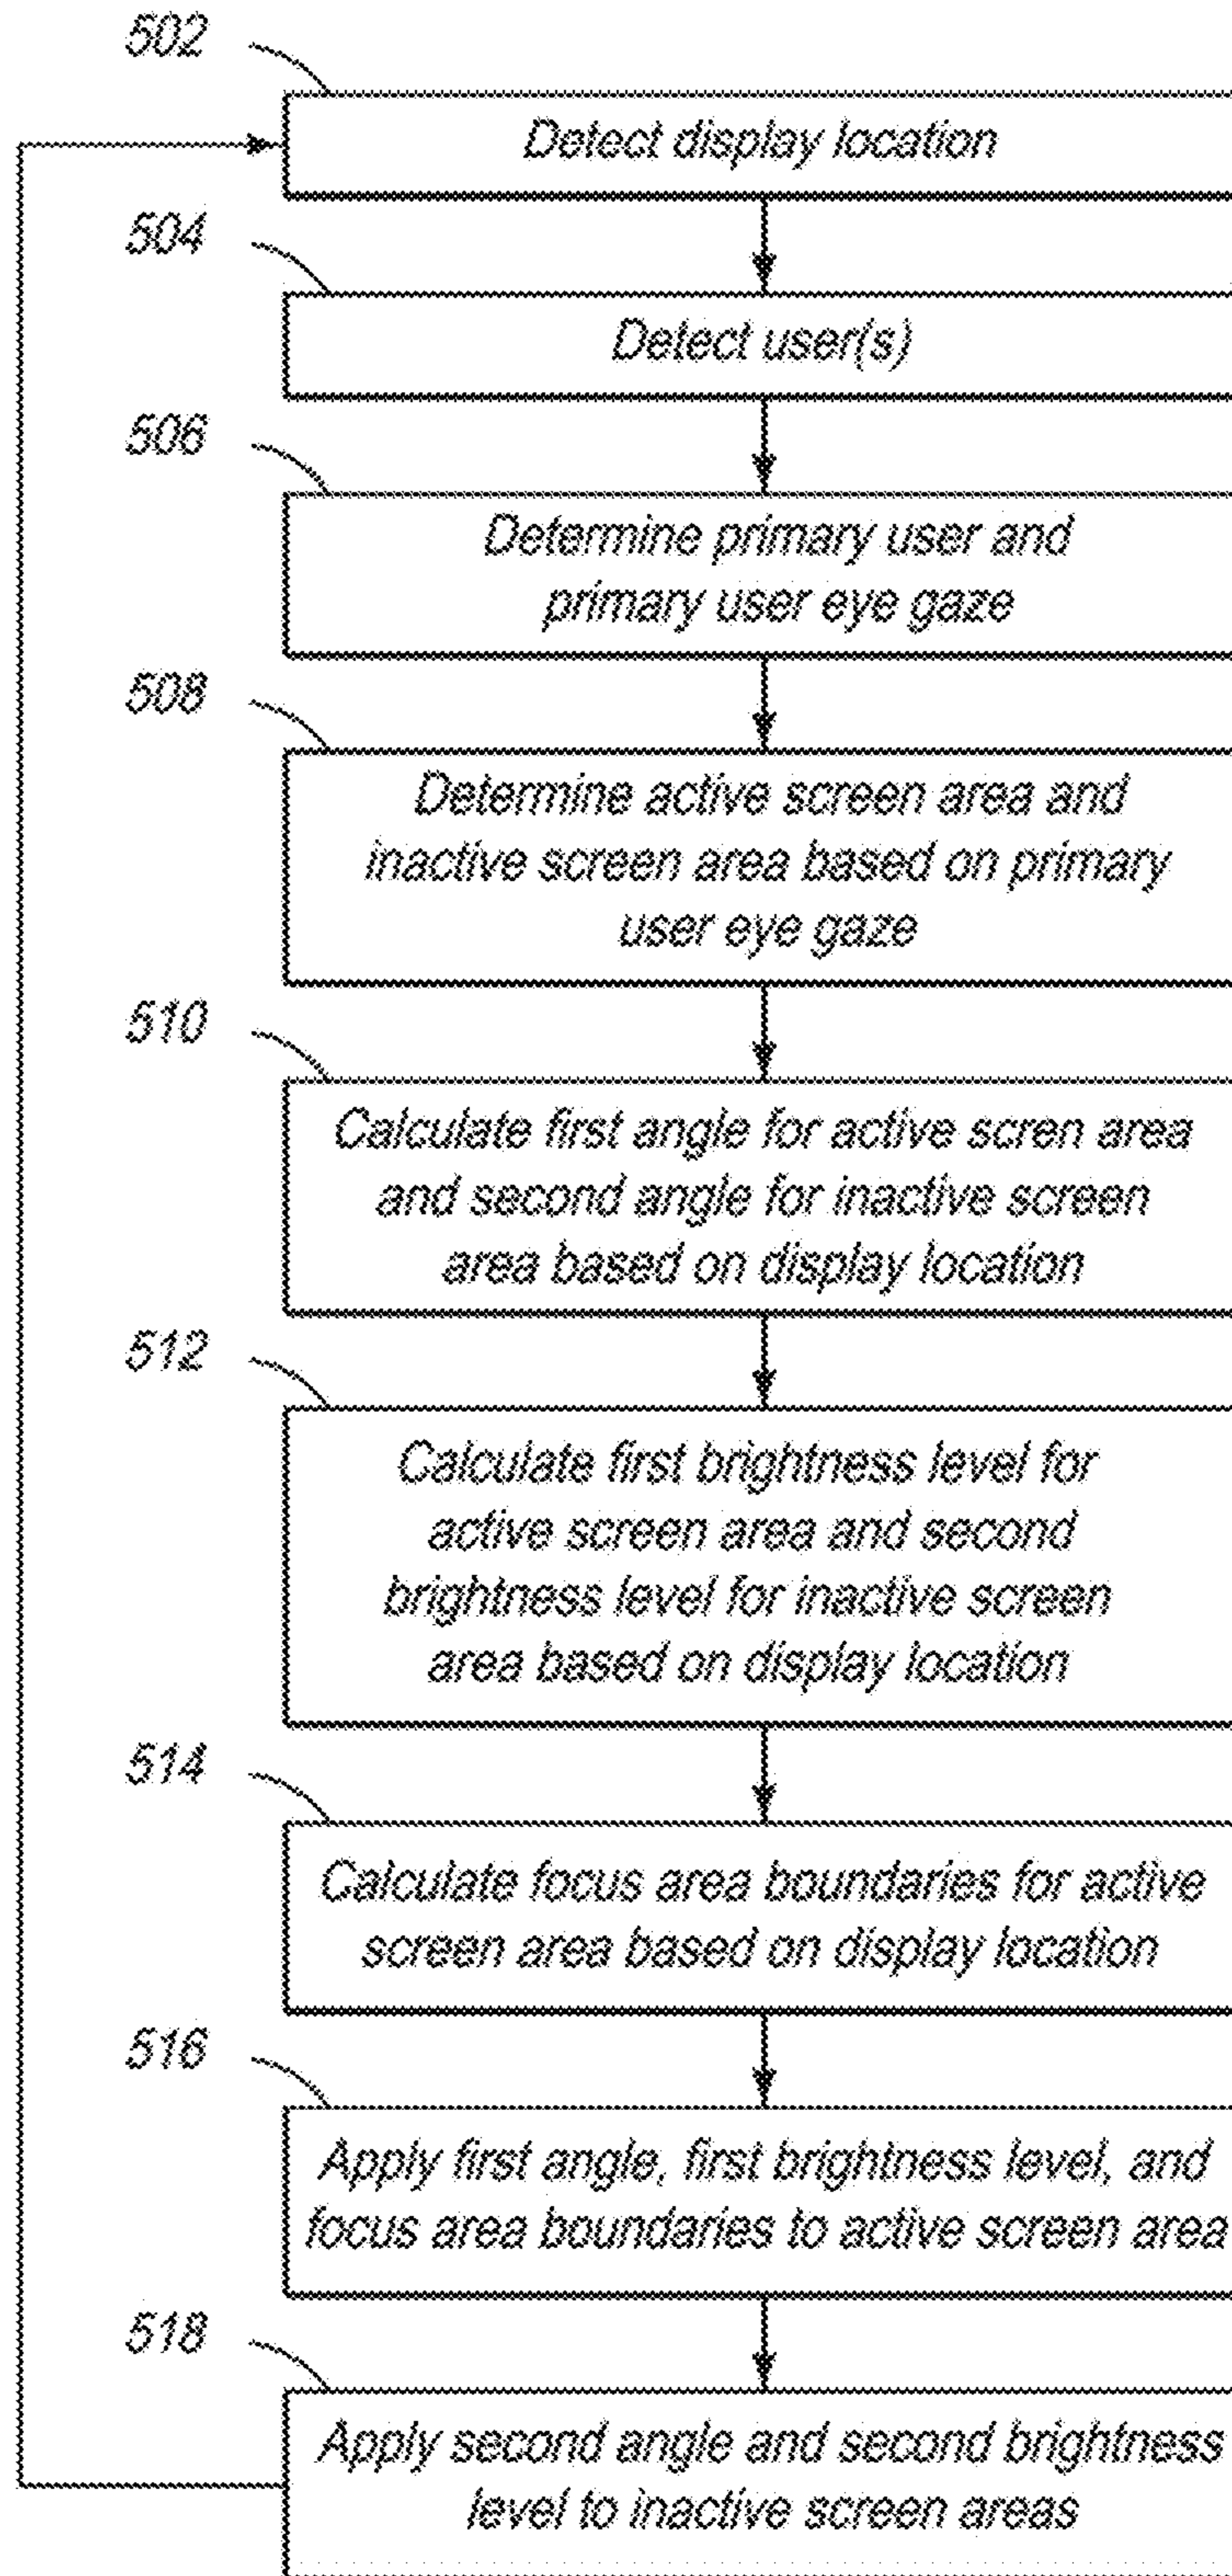 502
Detect display location
504
Detect user(s)
506
Determine primary user and
primary user eye gaze
508
Determine active screen area and
inactive screen area based on primary
user eye gaze
510
Calculate first angle for active scren area
and second angle for inactive screen
area based on display location
512
Calculate first brightness level for
active screen area and second
brightness level for inactive screen
area based on display location
514
Calculate focus area boundaries for active
screen area based on display location
516
Apply first angle, first brightness level, and
focus area boundaries to active screen area
518
Apply second angle and second brightness
level to inactive screen areas